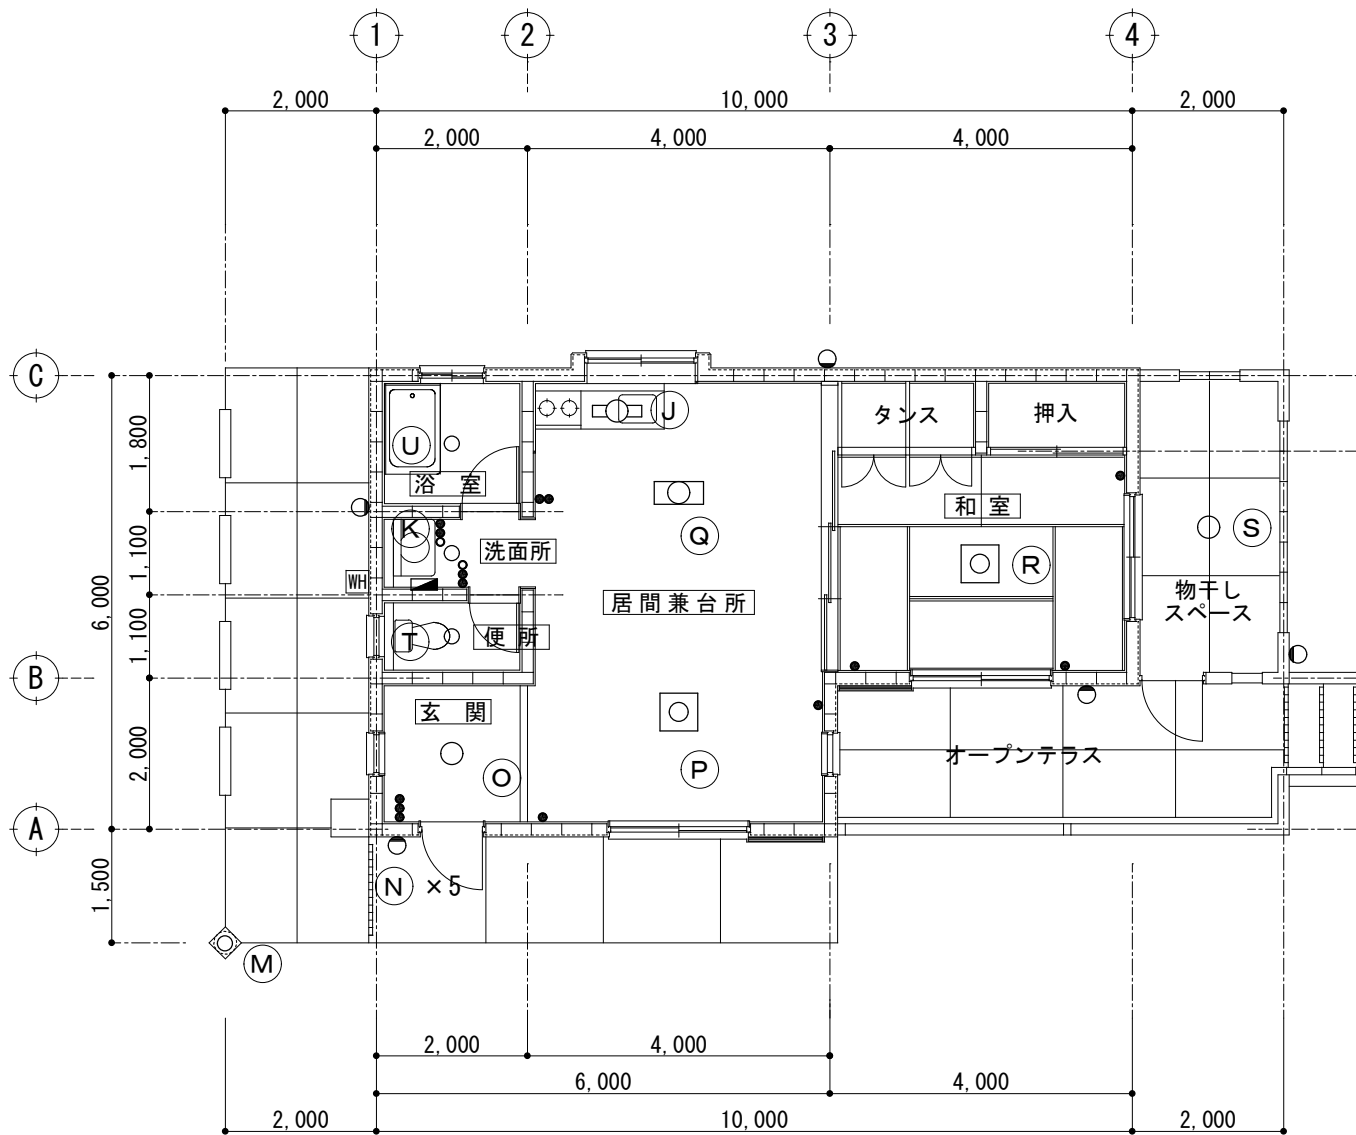 1 2 3 4
2,000 10,000 2,000
2,000 4,000 4,000
C
B
A
6,000
1,500
1,800
1,100
1,100
2,000
U
浴 室
J
タンス
押入
K
洗面所
Q
和 室
R
S
WH
居間兼台所
物干し
スペース
T
便 所
玄 関
O
P
オープンテラス
N ×5
M
2,000 4,000
6,000 4,000
2,000 10,000 2,000